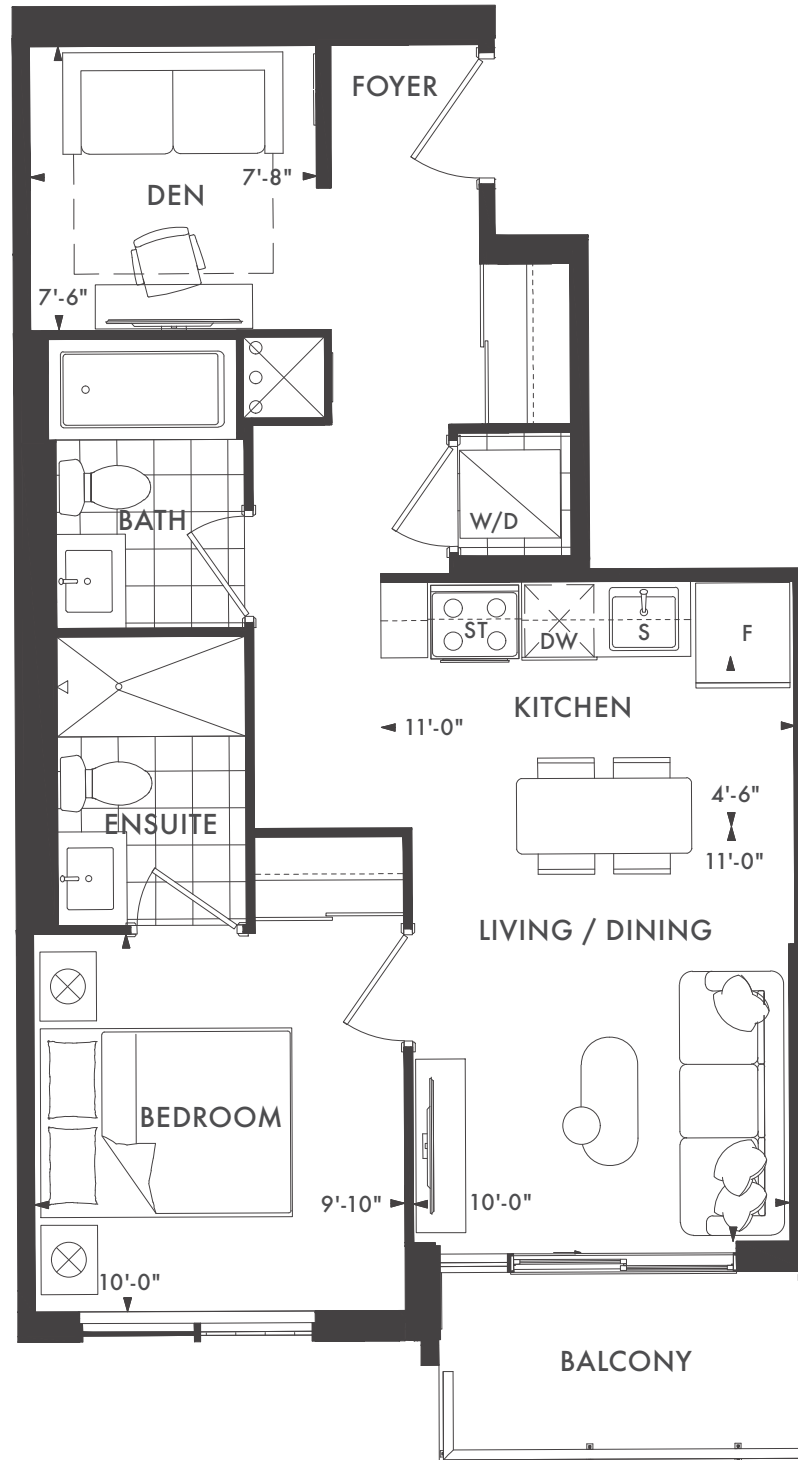 FOYER
7'-8"
DEN
7'-6"
BATH
W/D
ST
DW
S
F
KITCHEN
11'-0"
4'-6"
11'-0"
ENSUITE
LIVING / DINING
BEDROOM
9'-10"
10'-0"
10'-0"
BALCONY